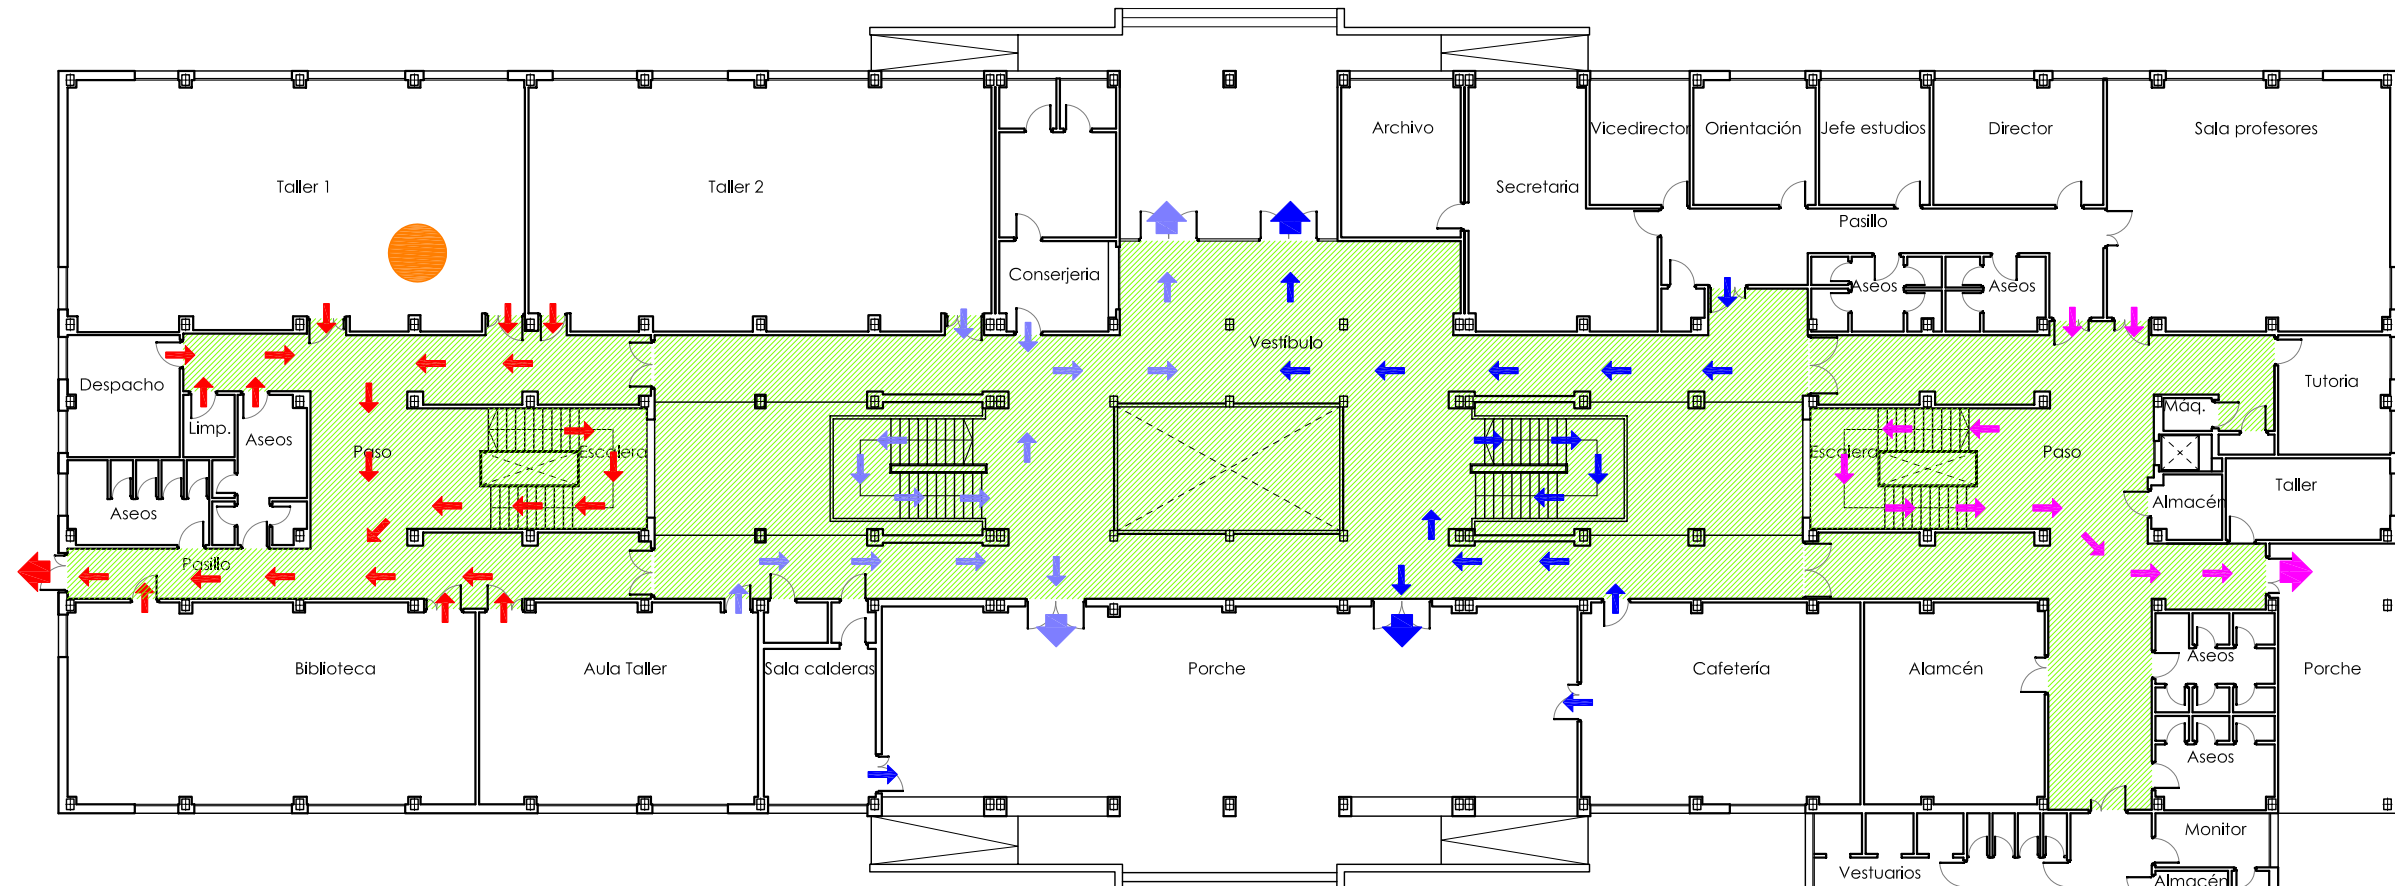 Archivo
Vicedirector
Orientación
Jefe estudios
Director
Sala profesores
Taller 1
Taller 2
Secretaria
Pasillo
Conserjeria
Aseos
Aseos
Vestíbulo
Despacho
Tutoria
Máq.
Limp.
Aseos
Paso
Escalera
Escalera
Paso
Taller
Almacén
Aseos
Pasillo
Biblioteca
Aula Taller
Sala calderas
Porche
Cafetería
Alamcén
Aseos
Porche
Aseos
Monitor
Vestuarios
Almacén